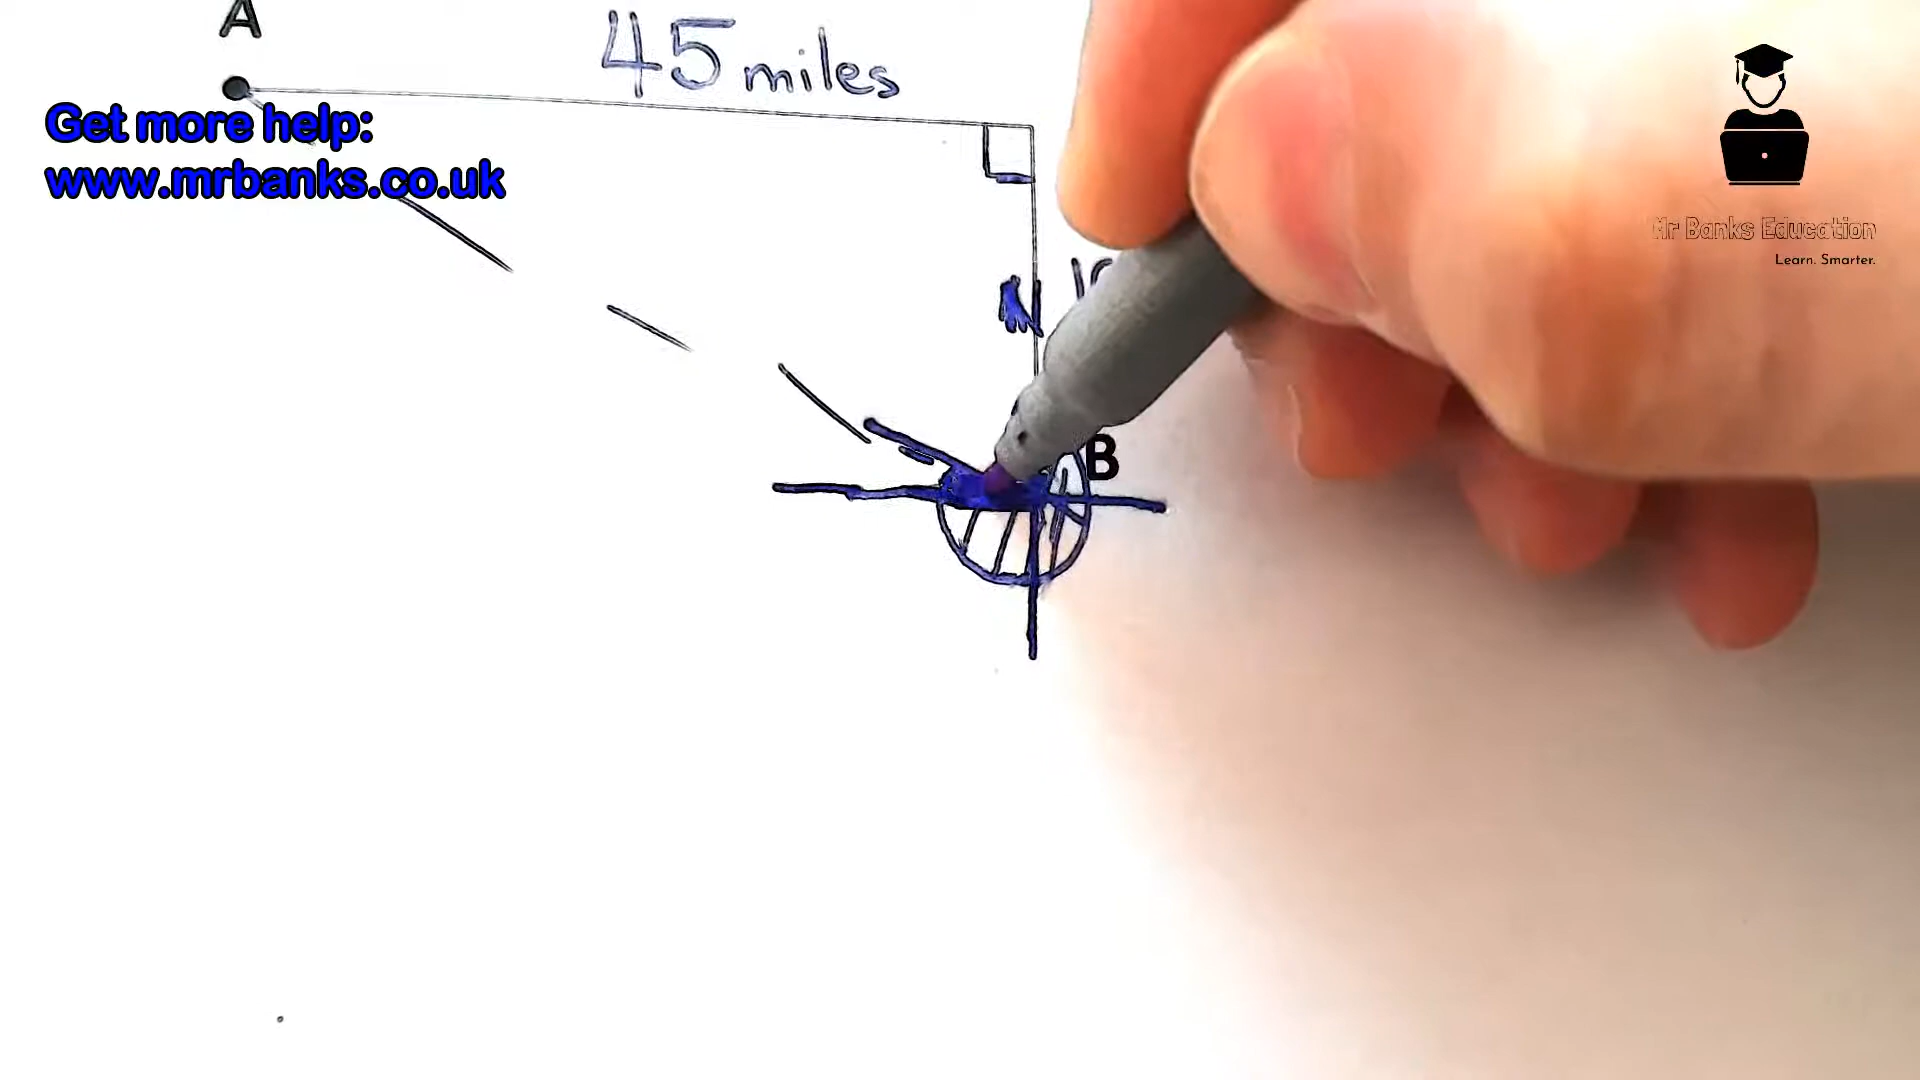 A
45 miles
Get more help:
www.mrbanks.co.uk
Mr Banks Education
Learn. Smarter.
B